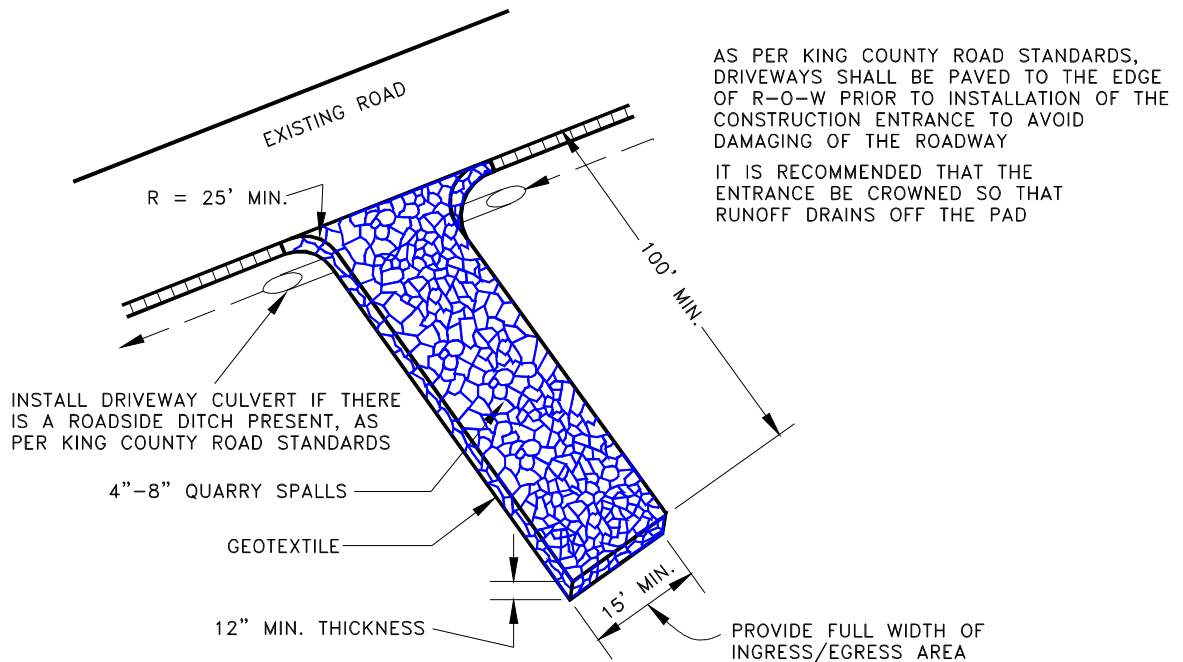 AS PER KING COUNTY ROAD STANDARDS,
DRIVEWAYS SHALL BE PAVED TO THE EDGE
OF R-O-W PRIOR TO INSTALLATION OF THE
CONSTRUCTION ENTRANCE TO AVOID
DAMAGING OF THE ROADWAY
IT IS RECOMMENDED THAT THE
ENTRANCE BE CROWNED SO THAT
RUNOFF DRAINS OFF THE PAD
EXISTING ROAD
R = 25' MIN.
100' MIN.
INSTALL DRIVEWAY CULVERT IF THERE
IS A ROADSIDE DITCH PRESENT, AS
PER KING COUNTY ROAD STANDARDS
4"-8" QUARRY SPALLS
GEOTEXTILE
12" MIN. THICKNESS
15' MIN.
PROVIDE FULL WIDTH OF
INGRESS/EGRESS AREA